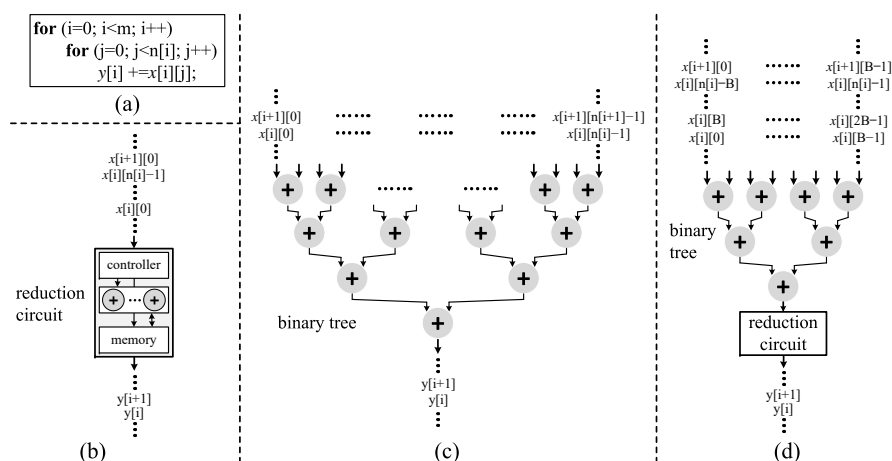 for (i=0; i<m; i++)
for (j=0; j<n[i]; j++)
y[i] +=x[i][j];
(a)
x[i+1][0]
x[i][n[i]−1]
x[i][0]
controller
+ ... +
memory
reduction
circuit
y[i+1]
y[i]
(b)
x[i+1][0] ...... ...... ...... x[i+1][n[i+1]−1]
x[i][0] ...... ...... ...... x[i][n[i]−1]
+ + ...... ...... + +
+ + + +
+ +
+
binary tree
y[i+1]
y[i]
(c)
x[i+1][0] ...... x[i+1][B−1]
x[i][n[i]−B] ...... x[i][n[i]−1]
x[i][B] ...... x[i][2B−1]
x[i][0] ...... x[i][B−1]
+ + + +
+ +
+
binary
tree
reduction
circuit
y[i+1]
y[i]
(d)